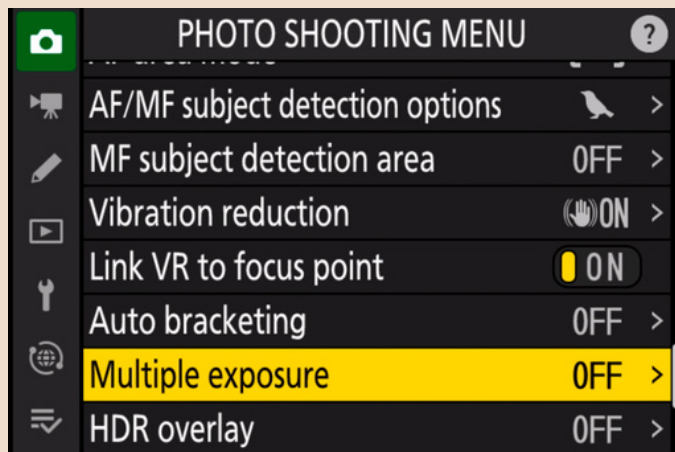 PHOTO SHOOTING MENU ?
AF/MF subject detection options >
MF subject detection area OFF >
Vibration reduction ON >
Link VR to focus point ON
Auto bracketing OFF >
Multiple exposure OFF >
HDR overlay OFF >